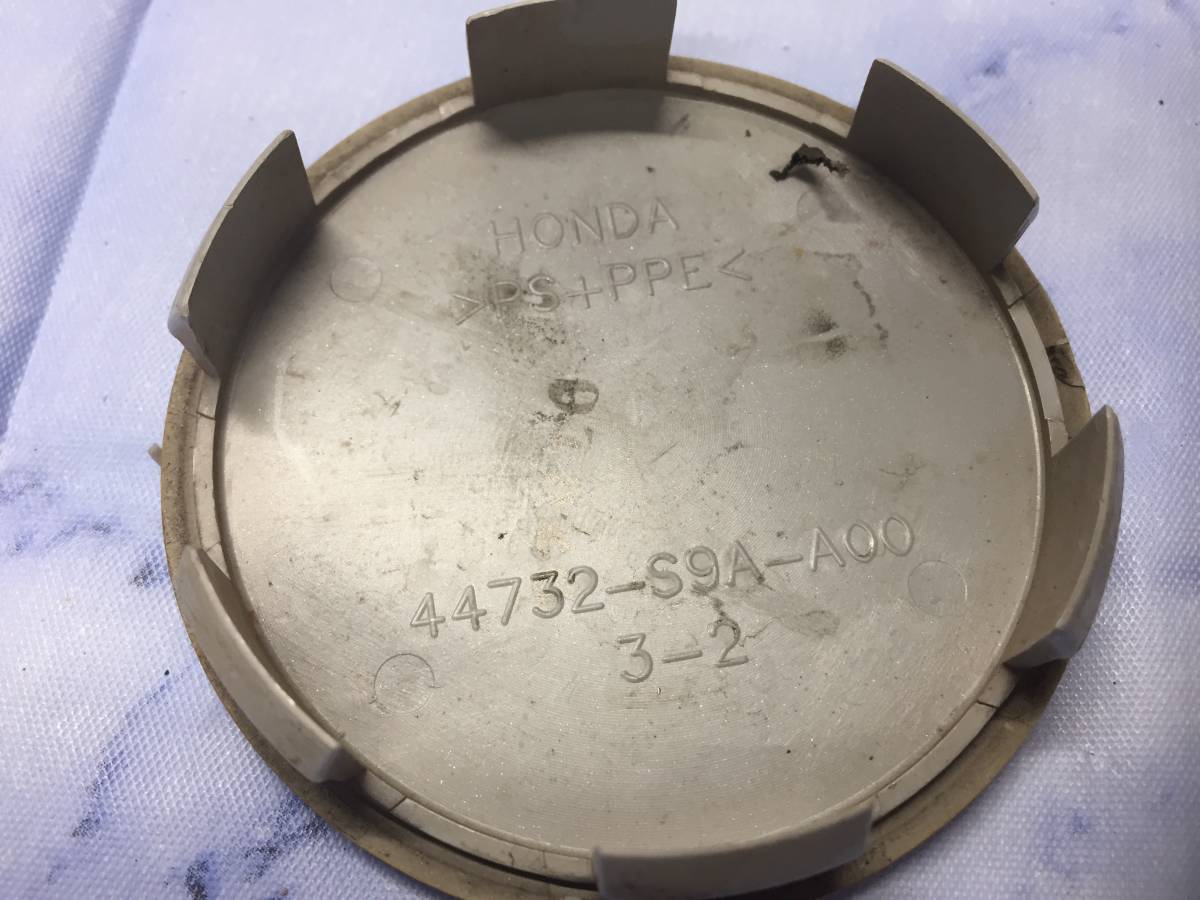 HONDA
>PS+PPE<
44732-S9A-A00
3-2